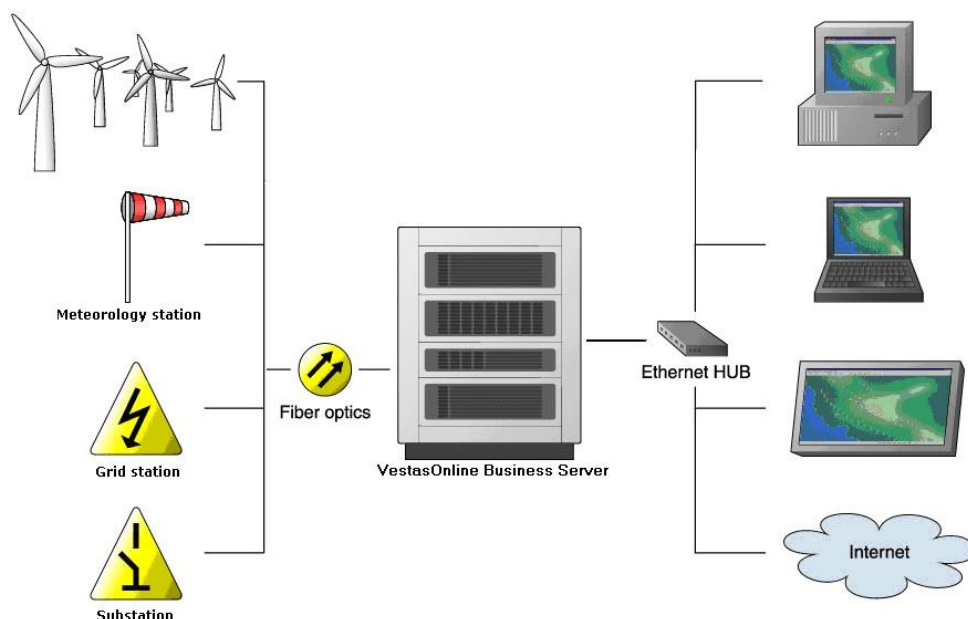 Meteorology station
Fiber optics
Grid station
Substation
VestasOnline Business Server
Ethernet HUB
Internet